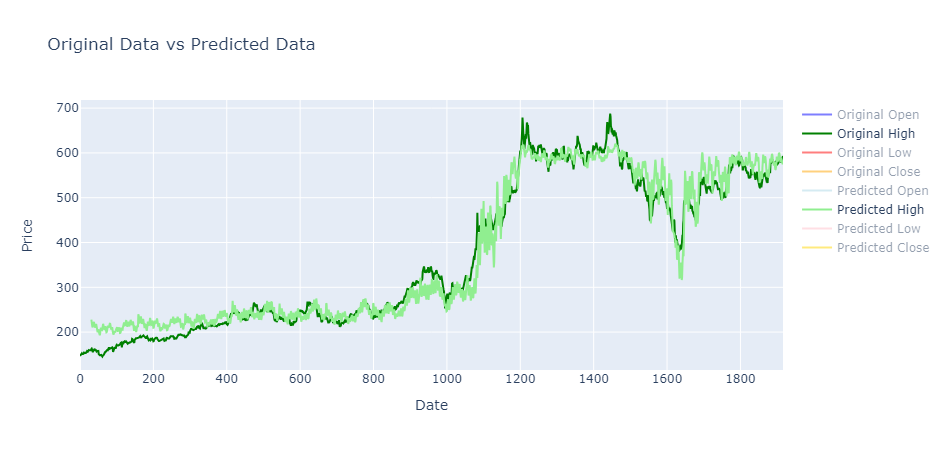 Original Data vs Predicted Data
700
600
500
400
300
200
Price
0 200 400 600 800 1000 1200 1400 1600 1800
Date
Original Open
Original High
Original Low
Original Close
Predicted Open
Predicted High
Predicted Low
Predicted Close